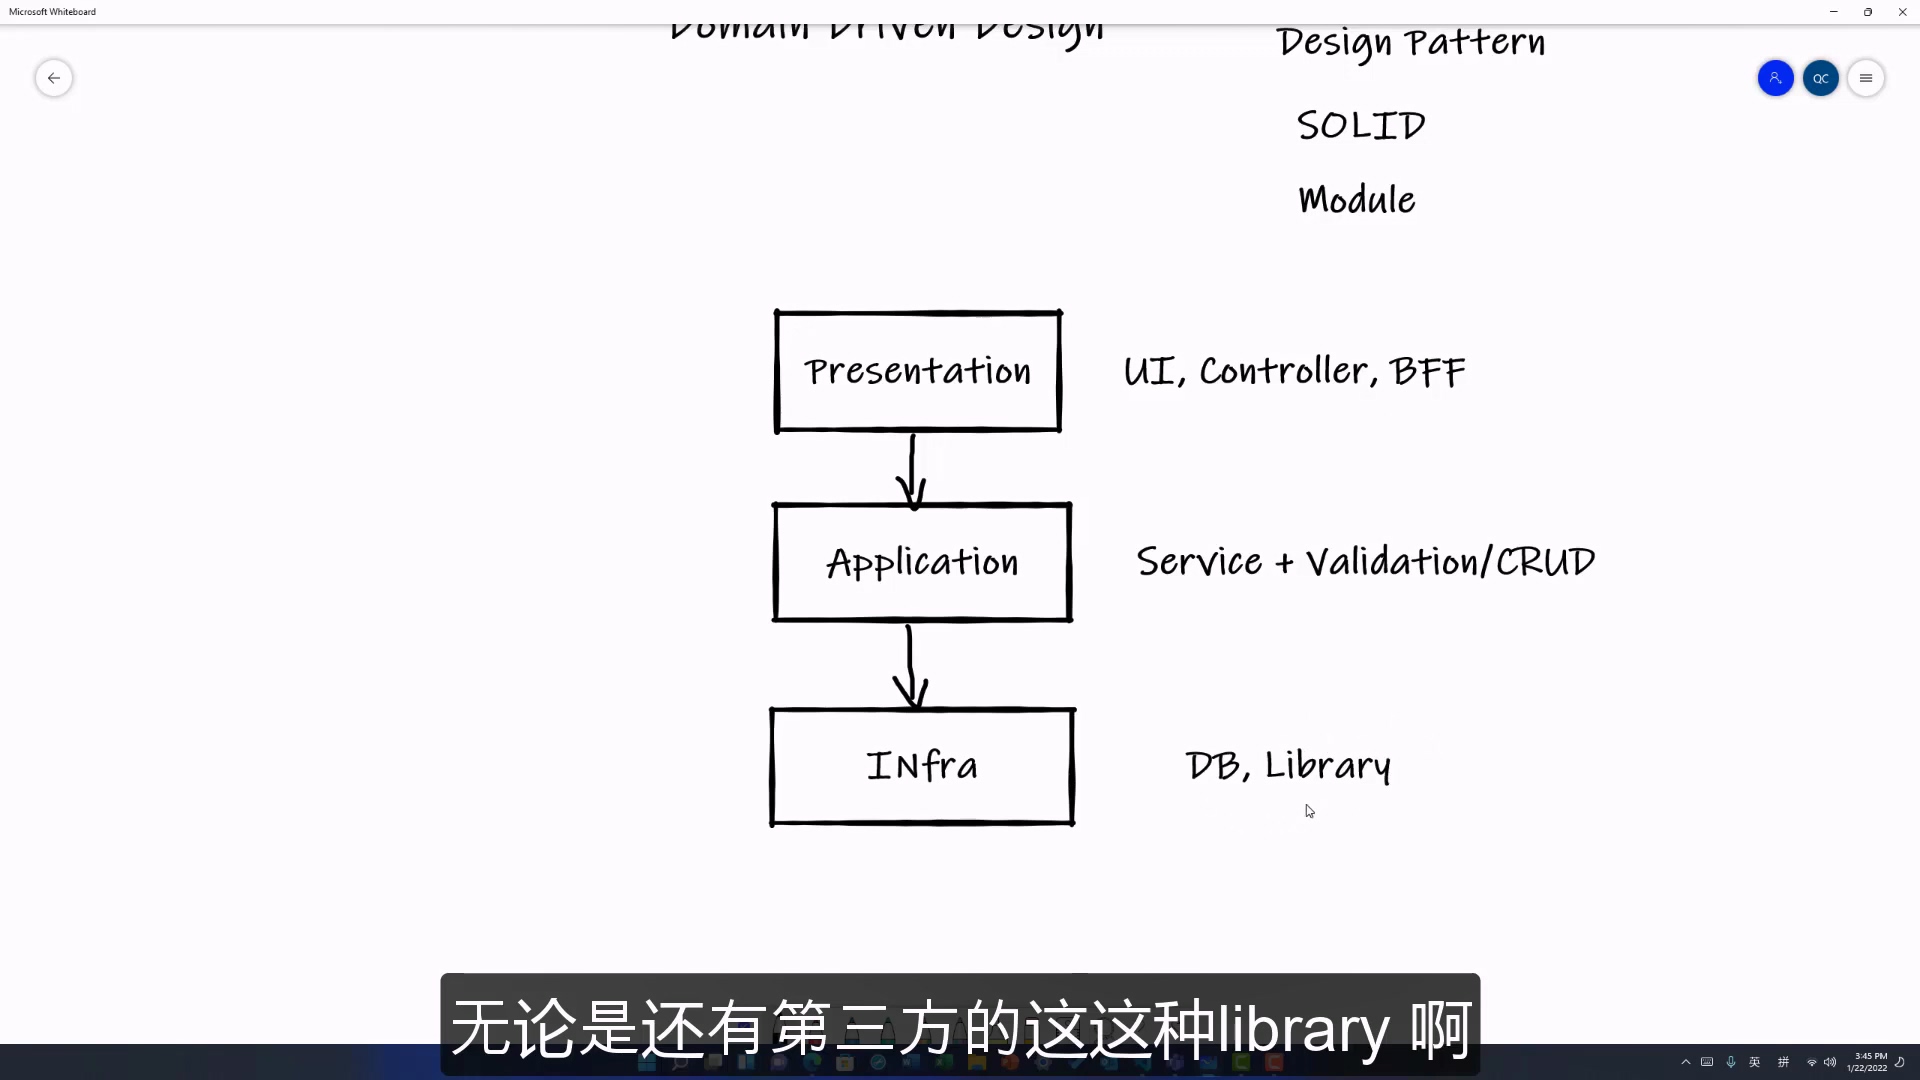 Microsoft Whiteboard
Domain Driven Design
Design Pattern
QC
SOLID
Module
Presentation
UI, Controller, BFF
Application
Service + Validation/CRUD
INfra
DB, Library
无论是还有第三方的这这种library 啊
英
拼
3:45 PM
1/22/2022